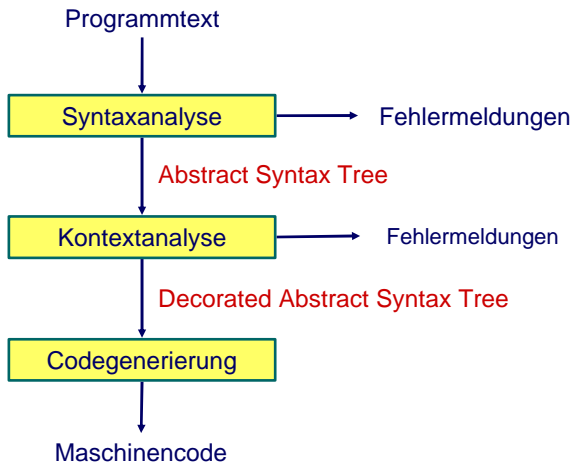 Programmtext
Syntaxanalyse
Fehlermeldungen
Abstract Syntax Tree
Kontextanalyse
Fehlermeldungen
Decorated Abstract Syntax Tree
Codegenerierung
Maschinencode